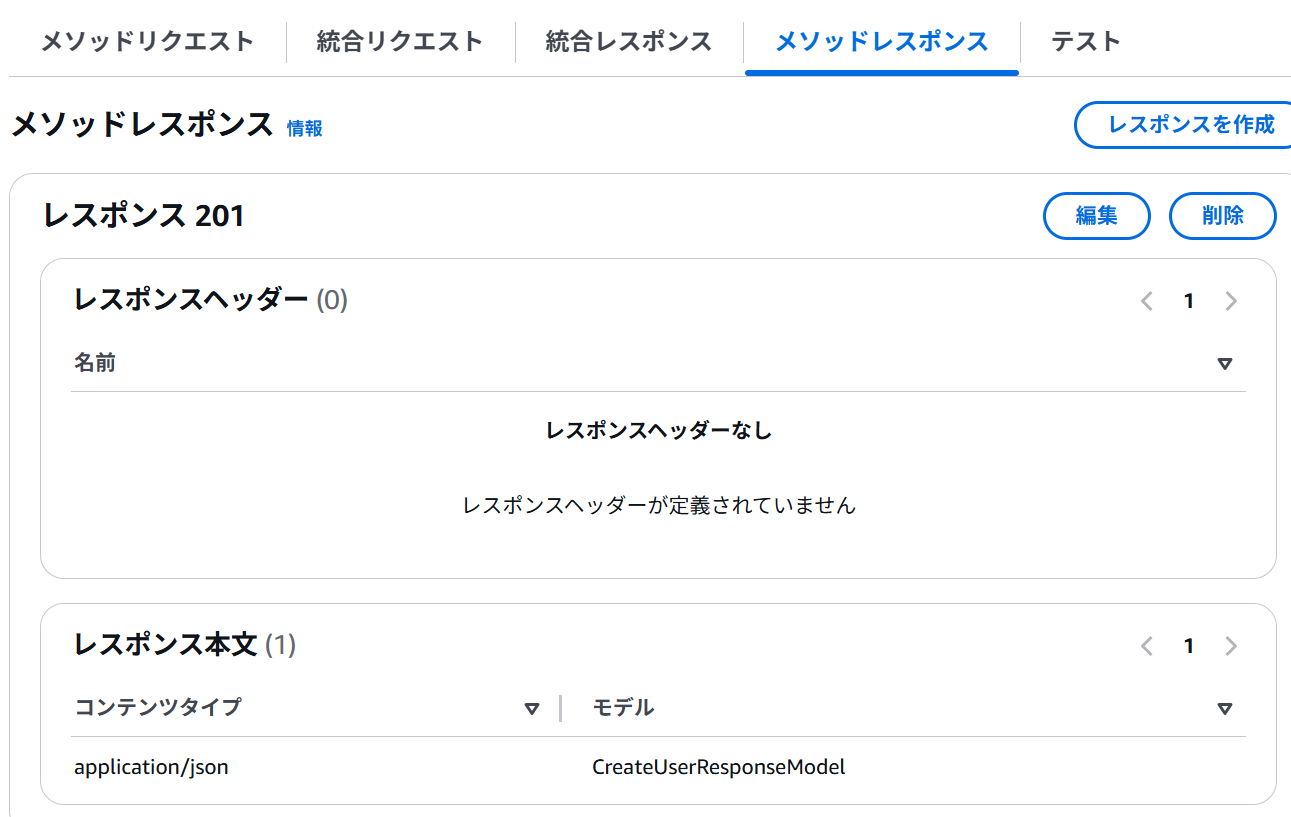 メソッドリクエスト 統合リクエスト 統合レスポンス メソッドレスポンス テスト
メソッドレスポンス 情報 レスポンスを作成
レスポンス 201 編集 削除
レスポンスヘッダー (0) 1
名前
レスポンスヘッダーなし
レスポンスヘッダーが定義されていません
レスポンス本文 (1) 1
コンテンツタイプ モデル
application/json CreateUserResponseModel